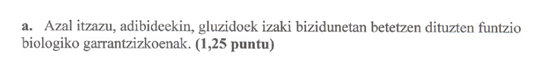 a. Azal itzazu, adibideekin, gluzidoek izaki bizidunetan betetzen dituzten funtzio
biologiko garrantzizkoenak. (1,25 puntu)